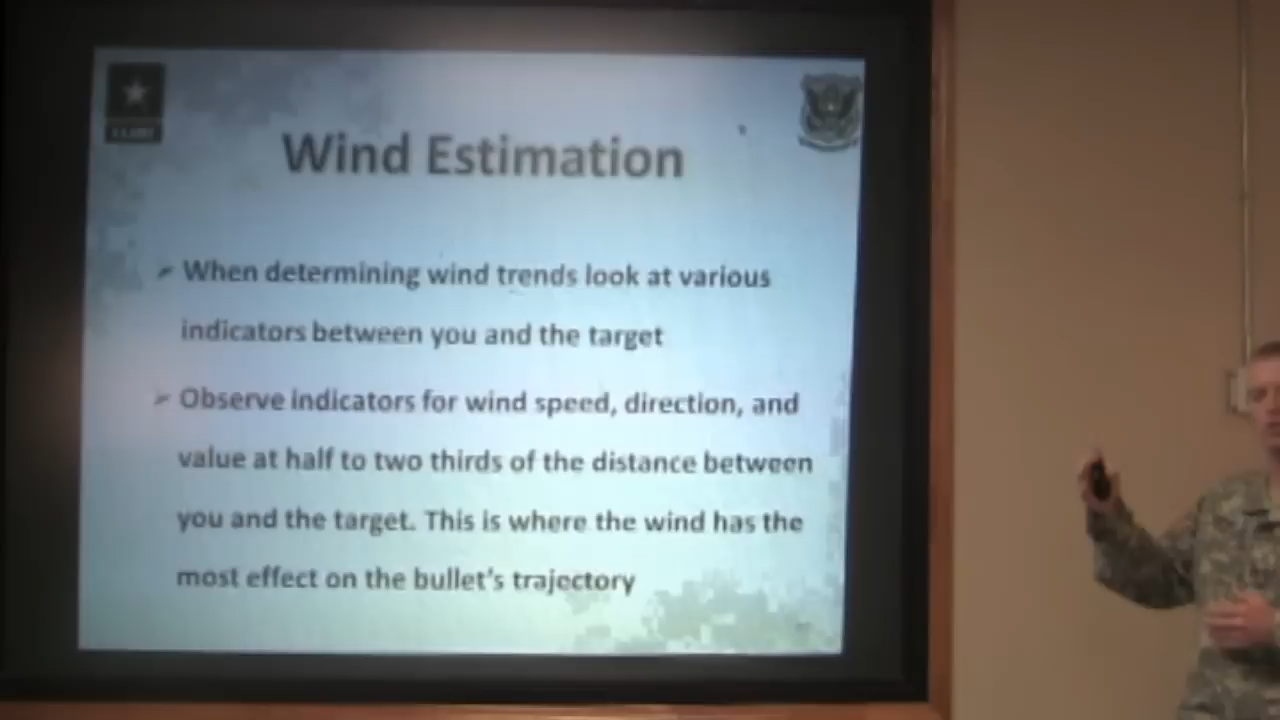 Wind Estimation
When determining wind trends look at various
indicators between you and the target
Observe indicators for wind speed, direction, and
value at half to two thirds of the distance between
you and the target. This is where the wind has the
most effect on the bullet's trajectory